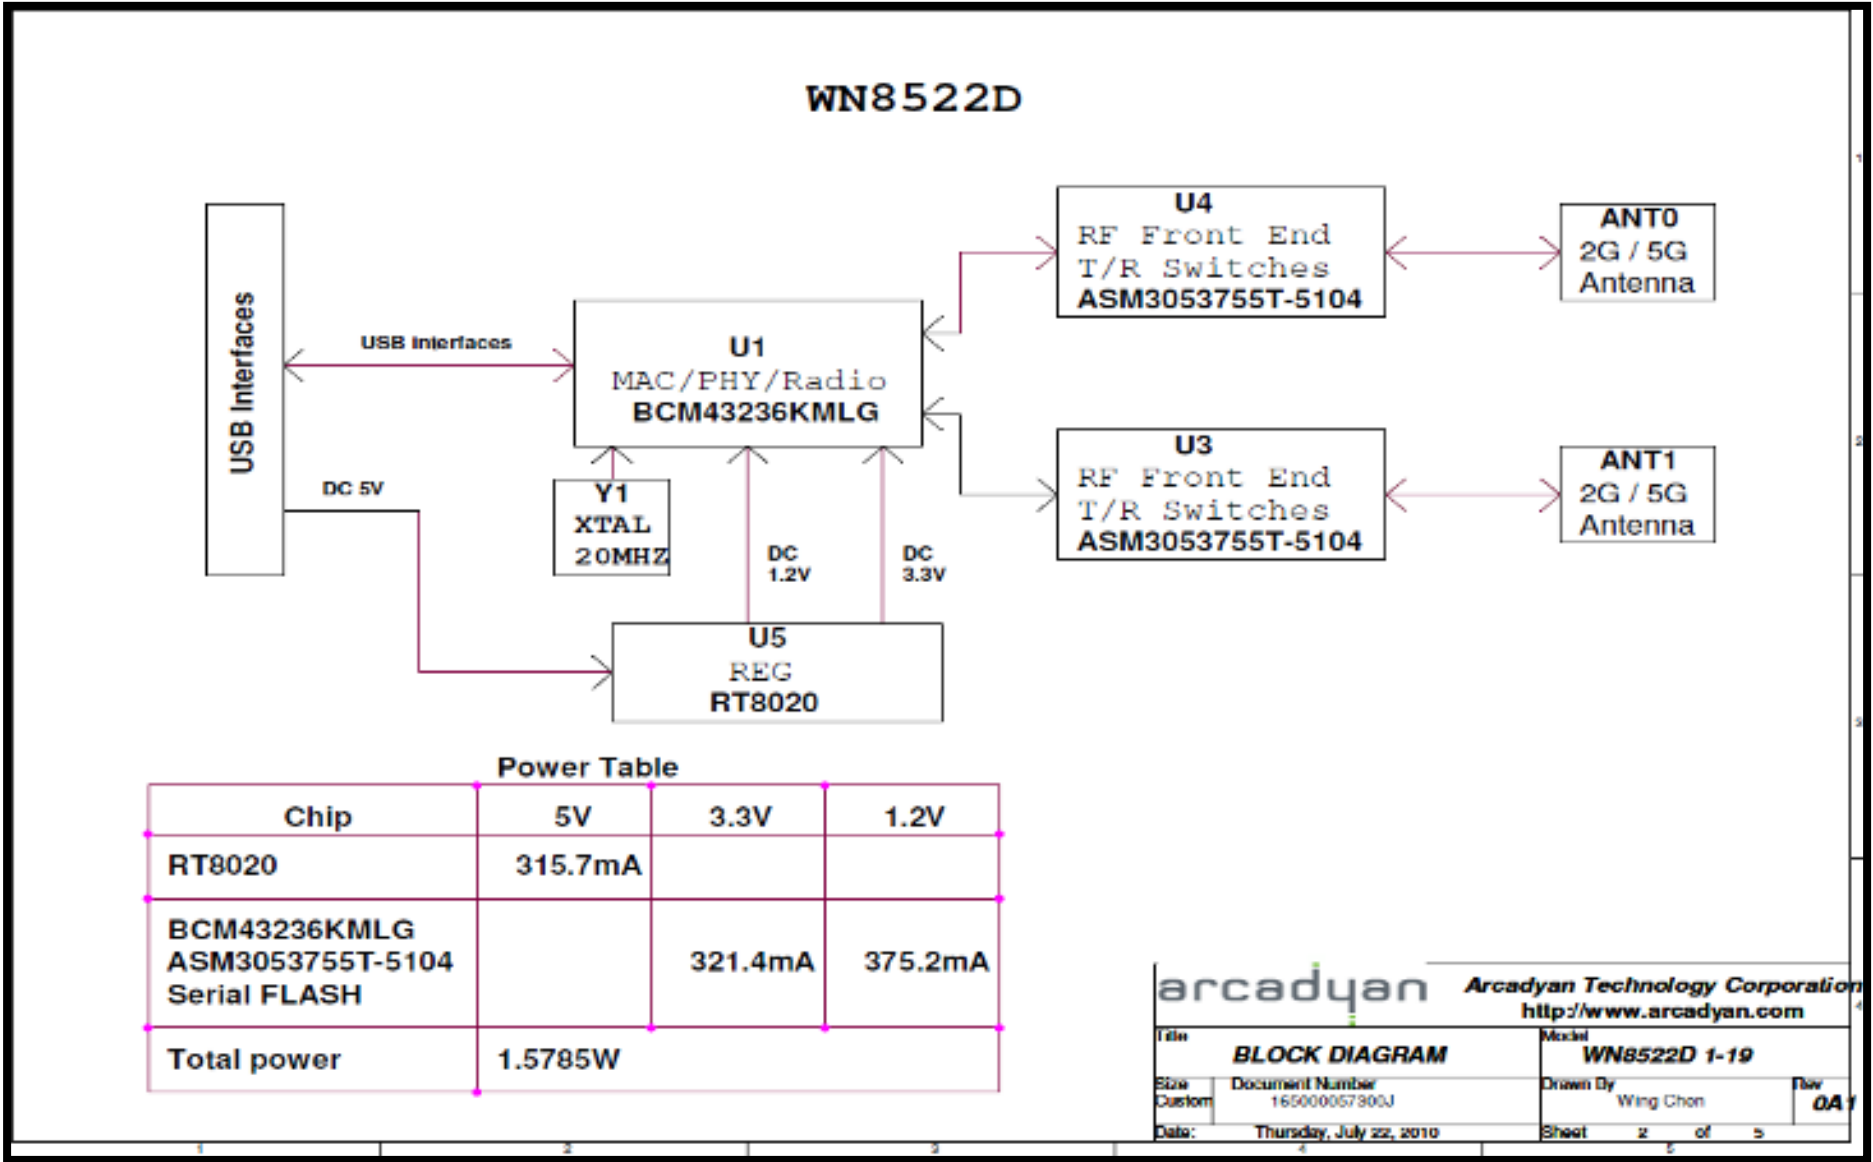 WN8522D
USB Interfaces
USB interfaces
DC 5V
U1
MAC/PHY/Radio
BCM43236KMLG
Y1
XTAL
20MHZ
DC
1.2V
DC
3.3V
U5
REG
RT8020
U4
RF Front End
T/R Switches
ASM3053755T-5104
ANT0
2G / 5G
Antenna
U3
RF Front End
T/R Switches
ASM3053755T-5104
ANT1
2G / 5G
Antenna
Power Table
Chip 5V 3.3V 1.2V
RT8020 315.7mA
BCM43236KMLG
ASM3053755T-5104 321.4mA 375.2mA
Serial FLASH
Total power 1.5785W
arcadyan
Arcadyan Technology Corporation
http://www.arcadyan.com
Title
BLOCK DIAGRAM
Model
WN8522D 1-19
Size
Custom
Document Number
165000057300J
Drawn By
Wing Chen
Rev
0A1
Date: Thursday, July 22, 2010
Sheet 2 of 5